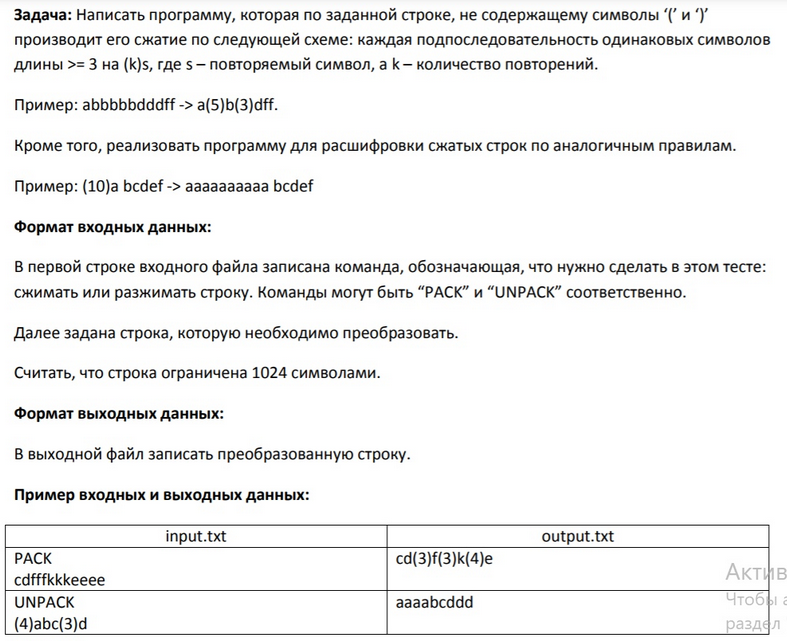 Задача: Написать программу, которая по заданной строке, не содержащему символы ‘(’ и ‘)’
производит его сжатие по следующей схеме: каждая подпоследовательность одинаковых символов
длины >= 3 на (k)s, где s – повторяемый символ, а k – количество повторений.
Пример: abbbbbdddff -> a(5)b(3)dff.
Кроме того, реализовать программу для расшифровки сжатых строк по аналогичным правилам.
Пример: (10)a bcdef -> aaaaaaaaaa bcdef
Формат входных данных:
В первой строке входного файла записана команда, обозначающая, что нужно сделать в этом тесте:
сжимать или разжимать строку. Команды могут быть “PACK” и “UNPACK” соответственно.
Далее задана строка, которую необходимо преобразовать.
Считать, что строка ограничена 1024 символами.
Формат выходных данных:
В выходной файл записать преобразованную строку.
Пример входных и выходных данных:
input.txt output.txt
PACK cd(3)f(3)k(4)e
cdfffkkkeeee
UNPACK aaaabcddd
(4)abc(3)d
Актив
Чтобы а
раздел